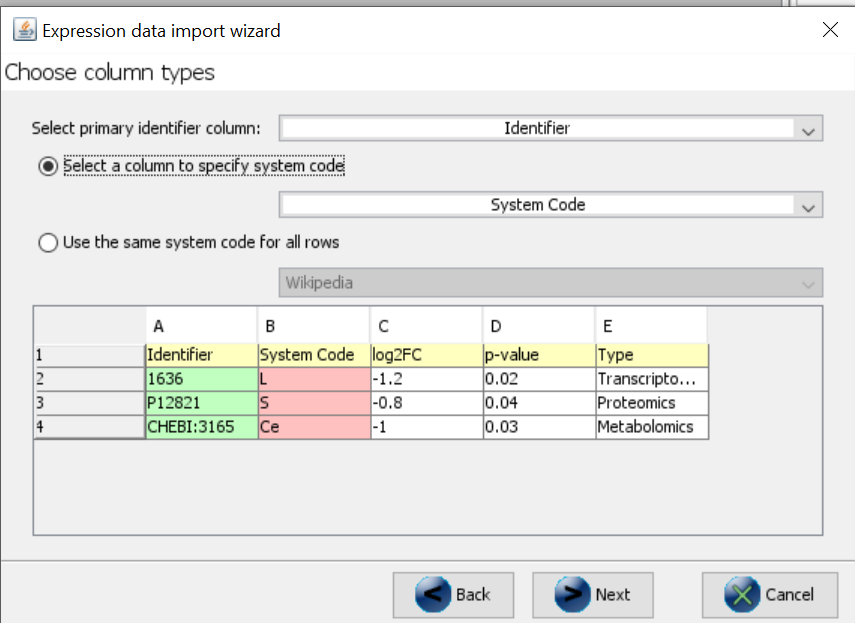 Expression data import wizard
Choose column types
Select primary identifier column: Identifier
Select a column to specify system code
System Code
Use the same system code for all rows
Wikipedia
A B C D E
1 Identifier System Code log2FC p-value Type
2 1636 L -1.2 0.02 Transcripto...
3 P12821 S -0.8 0.04 Proteomics
4 CHEBI:3165 Ce -1 0.03 Metabolomics
Back Next Cancel